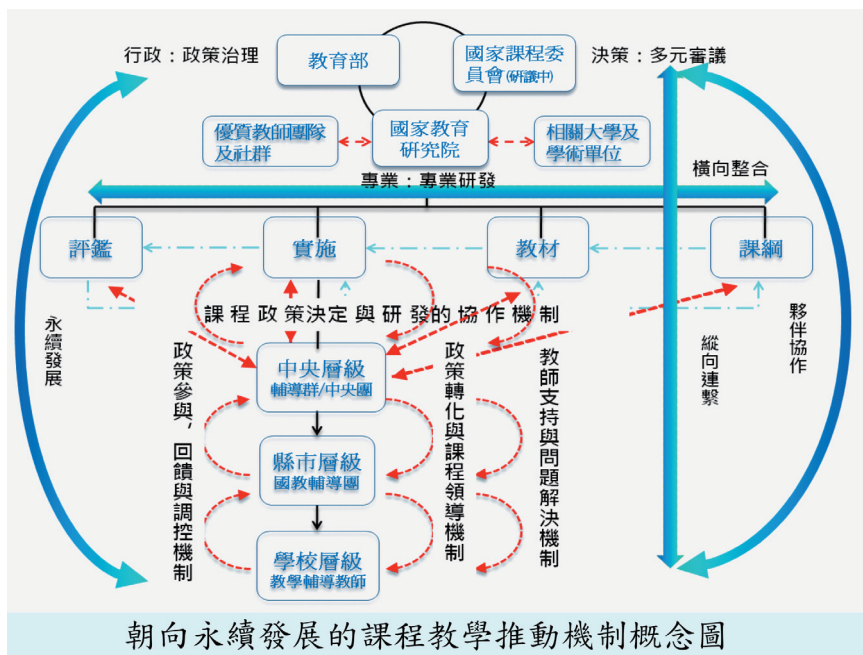 行政：政策治理
教育部
國家課程委
員會(研議中)
決策：多元審議
優質教師團隊
及社群
國家教育
研究院
相關大學及
學術單位
專業：專業研發
橫向整合
評鑑
實施
教材
課綱
課程政策決定與研發的協作機制
永續發展
政策參與，回饋與調控機制
中央層級
輔導群/中央團
縣市層級
國教輔導團
學校層級
教學輔導教師
政策轉化與課程領導機制
教師支持與問題解決機制
縱向連繫
夥伴協作
朝向永續發展的課程教學推動機制概念圖